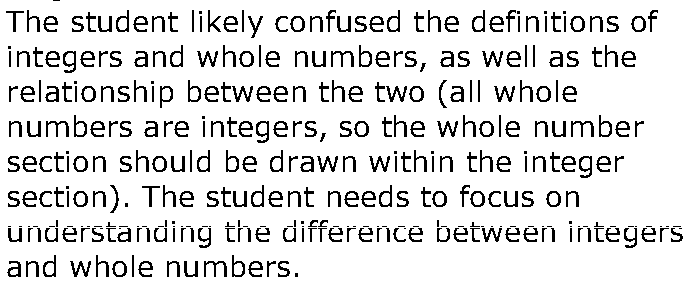 The student likely confused the definitions of
integers and whole numbers, as well as the
relationship between the two (all whole
numbers are integers, so the whole number
section should be drawn within the integer
section). The student needs to focus on
understanding the difference between integers
and whole numbers.